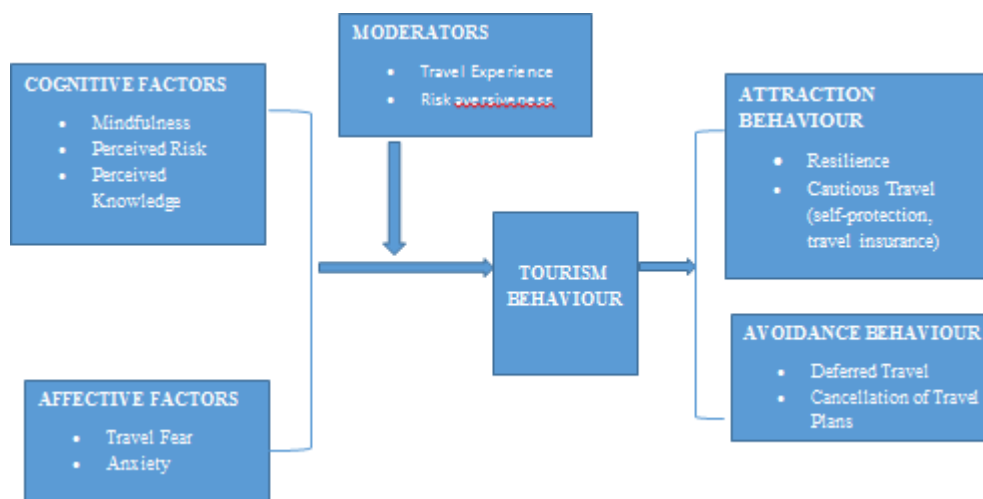 COGNITIVE FACTORS
• Mindfulness
• Perceived Risk
• Perceived
Knowledge
AFFECTIVE FACTORS
• Travel Fear
• Anxiety
MODERATORS
• Travel Experience
• Risk aversiveness
TOURISM
BEHAVIOUR
ATTRACTION
BEHAVIOUR
• Resilience
• Cautious Travel
(self-protection,
travel insurance)
AVOIDANCE BEHAVIOUR
• Deferred Travel
• Cancellation of Travel
Plans